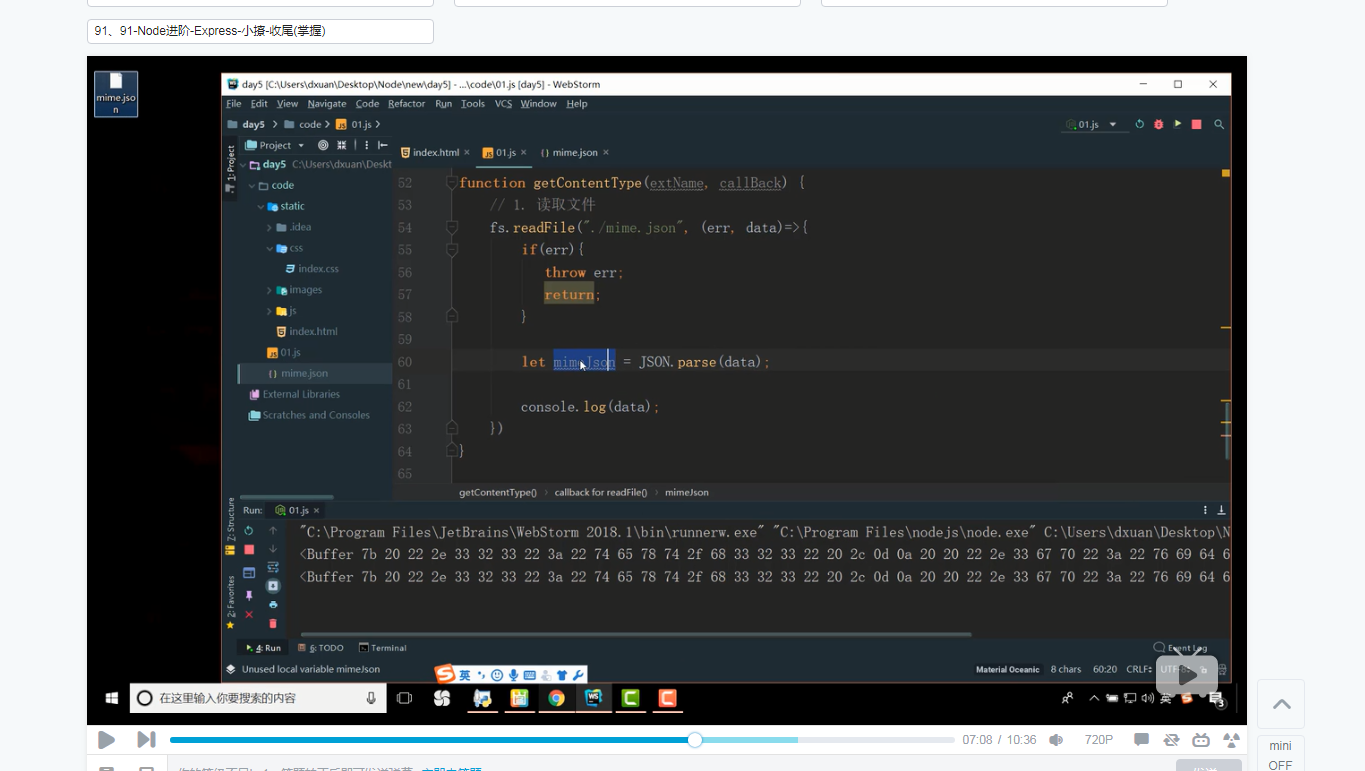 91、91-Node进阶-Express-小撩-收尾(掌握)
mime.jso
n
day5 [C:\Users\dxuan\Desktop\Node\new\day5] - ...\code\01.js [day5] - WebStorm
File Edit View Navigate Code Refactor Run Tools VCS Window Help
day5 code 01.js
01.js
1: Project
Project
index.html 01.js mime.json
day5 C:\Users\dxuan\Deskt
code
static
.idea
css
index.css
images
js
index.html
01.js
mime.json
External Libraries
Scratches and Consoles
52 function getContentType(extName, callBack) {
53 // 1. 读取文件
54 fs.readFile("./mime.json", (err, data)=>{
55 if(err){
56 throw err;
57 return;
58 }
59
60 let mimeJson = JSON.parse(data);
61
62 console.log(data);
63 })
64 }
65
getContentType() callback for readFile() mimeJson
Z: Structure
2: Favorites
Run: 01.js
"C:\Program Files\JetBrains\WebStorm 2018.1\bin\runnerw.exe" "C:\Program Files\nodejs\node.exe" C:\Users\dxuan\Desktop\N
<Buffer 7b 20 22 2e 33 32 33 22 3a 22 74 65 78 74 2f 68 33 32 33 22 20 2c 0d 0a 20 20 22 2e 33 67 70 22 3a 22 76 69 64 6
<Buffer 7b 20 22 2e 33 32 33 22 3a 22 74 65 78 74 2f 68 33 32 33 22 20 2c 0d 0a 20 20 22 2e 33 67 70 22 3a 22 76 69 64 6
4: Run 6: TODO Terminal Event Log
Unused local variable mimeJson
英
Material Oceanic 8 chars 60:20 CRLF
在这里输入你要搜索的内容
英
3
07:08 / 10:36 720P
mini
OFF